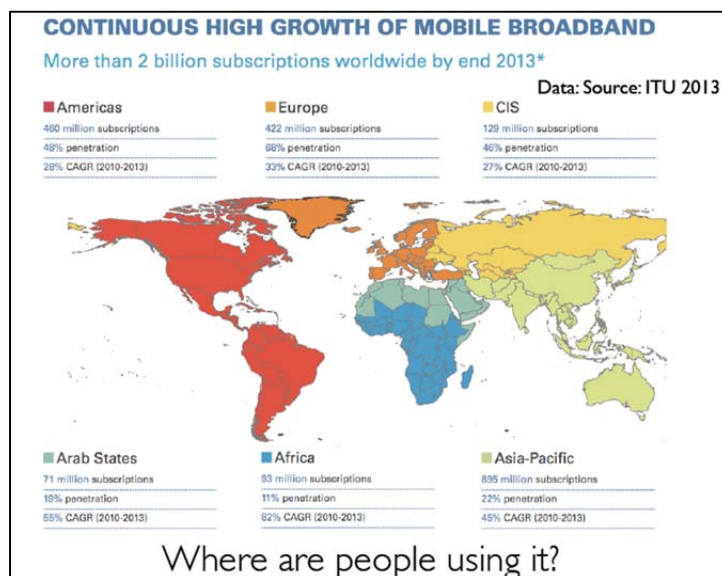 CONTINUOUS HIGH GROWTH OF MOBILE BROADBAND
More than 2 billion subscriptions worldwide by end 2013*
Data: Source: ITU 2013
Americas
460 million subscriptions
48% penetration
28% CAGR (2010-2013)
Europe
422 million subscriptions
68% penetration
33% CAGR (2010-2013)
CIS
129 million subscriptions
46% penetration
27% CAGR (2010-2013)
Arab States
71 million subscriptions
19% penetration
55% CAGR (2010-2013)
Africa
93 million subscriptions
11% penetration
82% CAGR (2010-2013)
Asia-Pacific
895 million subscriptions
22% penetration
45% CAGR (2010-2013)
Where are people using it?